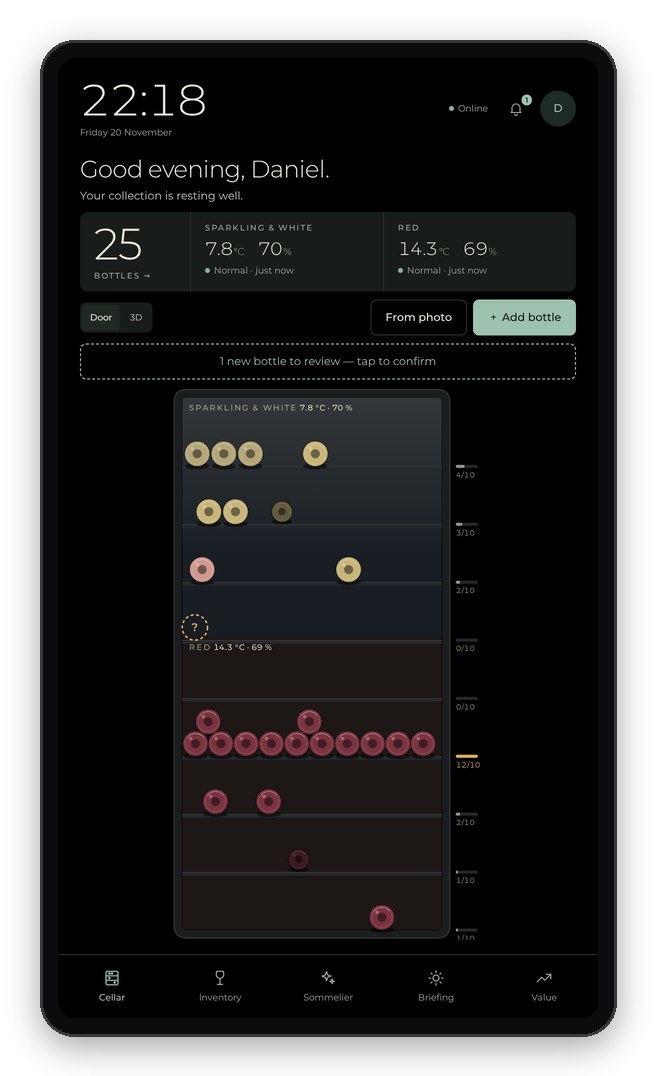 22:18
Friday 20 November
Online
1
D
Good evening, Daniel.
Your collection is resting well.
25
BOTTLES →
SPARKLING & WHITE
7.8°C 70%
Normal · just now
RED
14.3°C 69%
Normal · just now
Door 3D
From photo
+ Add bottle
1 new bottle to review — tap to confirm
SPARKLING & WHITE 7.8 °C · 70 %
4/10
3/10
2/10
?
0/10
RED 14.3 °C · 69 %
0/10
12/10
2/10
1/10
1/10
Cellar
Inventory
Sommelier
Briefing
Value